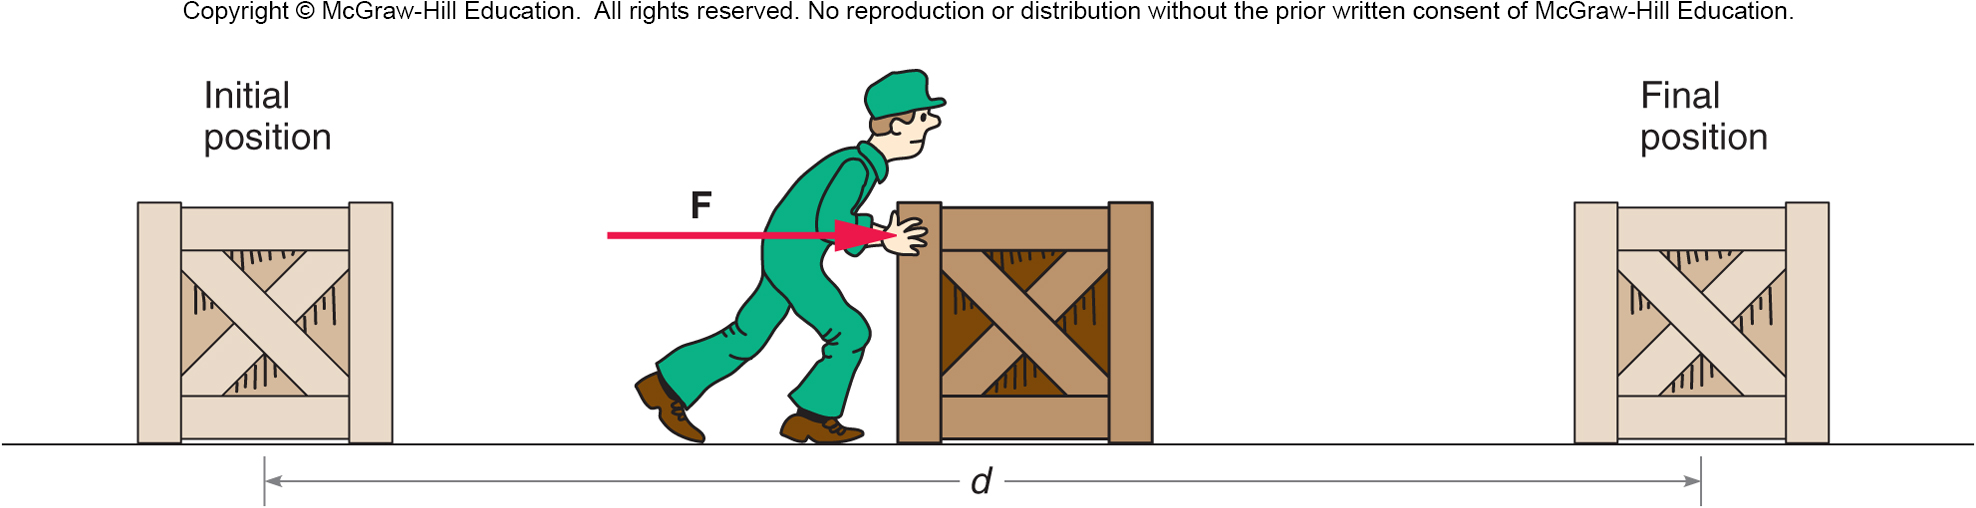 Copyright © McGraw-Hill Education.  All rights reserved. No reproduction or distribution without the prior written consent of McGraw-Hill Education.
Initial
position
Final
position
F
d